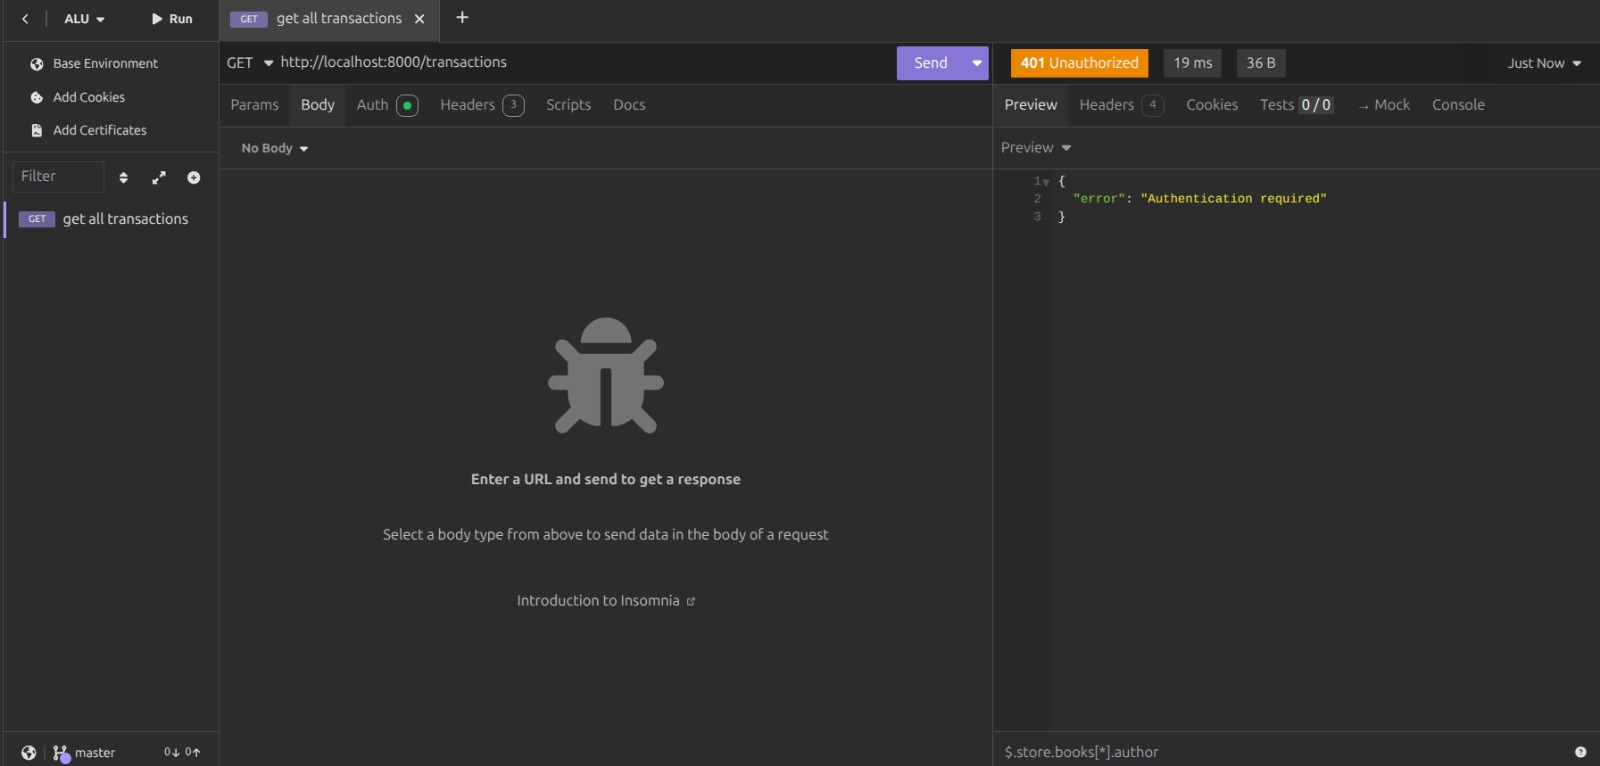 ALU
Run
GET get all transactions
Base Environment
Add Cookies
Add Certificates
Filter
GET get all transactions
master
0 0
GET http://localhost:8000/transactions
Send
Params Body Auth Headers 3 Scripts Docs
No Body
Enter a URL and send to get a response
Select a body type from above to send data in the body of a request
Introduction to Insomnia
401 Unauthorized 19 ms 36 B Just Now
Preview Headers 4 Cookies Tests 0 / 0 → Mock Console
Preview
1 {
2 "error": "Authentication required"
3 }
$.store.books[*].author